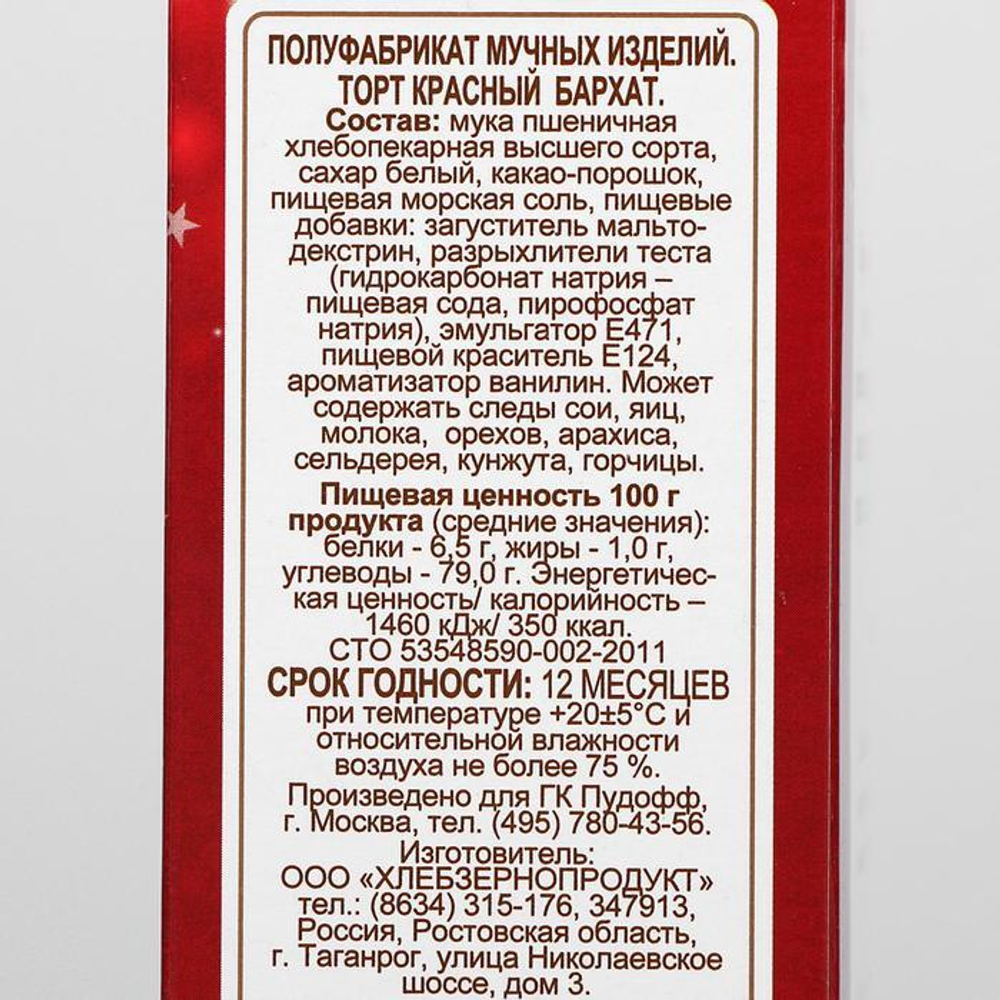 ПОЛУФАБРИКАТ МУЧНЫХ ИЗДЕЛИЙ.
ТОРТ КРАСНЫЙ БАРХАТ.
Состав: мука пшеничная
хлебопекарная высшего сорта,
сахар белый, какао-порошок,
пищевая морская соль, пищевые
добавки: загуститель мальто-
декстрин, разрыхлители теста
(гидрокарбонат натрия –
пищевая сода, пирофосфат
натрия), эмульгатор Е471,
пищевой краситель Е124,
ароматизатор ванилин. Может
содержать следы сои, яиц,
молока, орехов, арахиса,
сельдерея, кунжута, горчицы.
Пищевая ценность 100 г
продукта (средние значения):
белки - 6,5 г, жиры - 1,0 г,
углеводы - 79,0 г. Энергетичес-
кая ценность/ калорийность –
1460 кДж/ 350 ккал.
СТО 53548590-002-2011
СРОК ГОДНОСТИ: 12 МЕСЯЦЕВ
при температуре +20±5°С и
относительной влажности
воздуха не более 75 %.
Произведено для ГК Пудофф,
г. Москва, тел. (495) 780-43-56.
Изготовитель:
ООО «ХЛЕБЗЕРНОПРОДУКТ»
тел.: (8634) 315-176, 347913,
Россия, Ростовская область,
г. Таганрог, улица Николаевское
шоссе, дом 3.